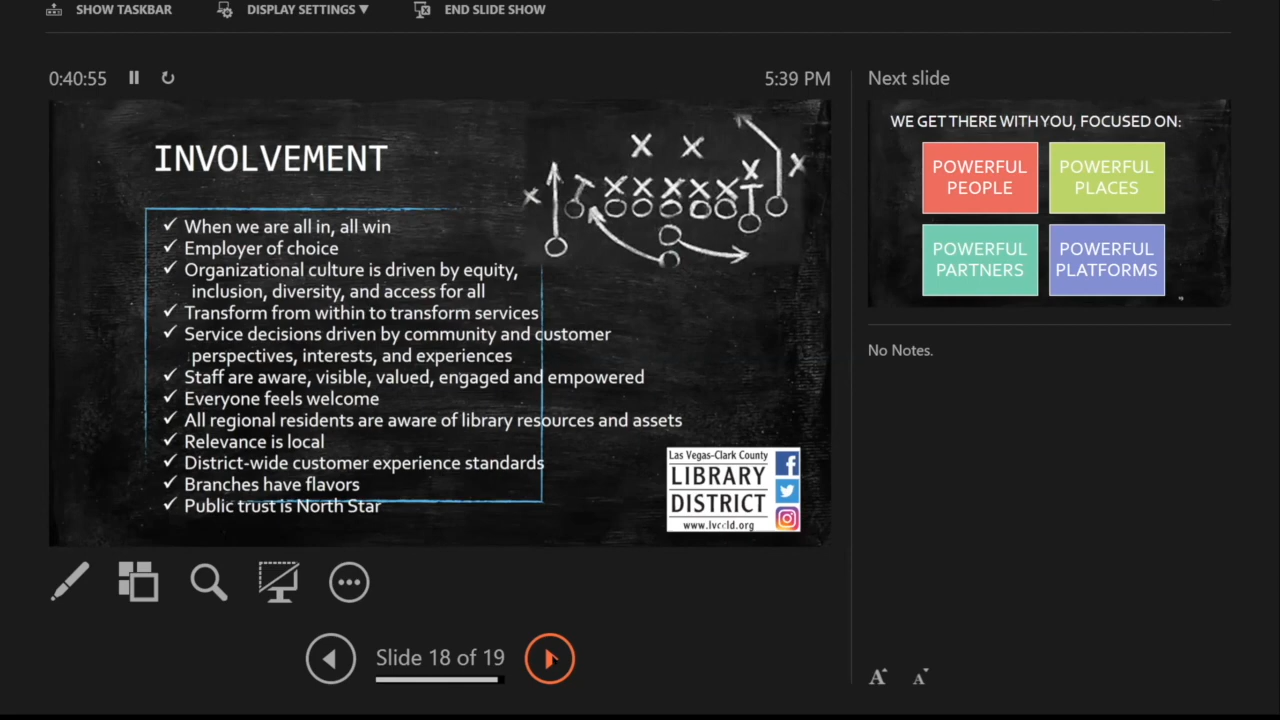 SHOW TASKBAR
DISPLAY SETTINGS ▼
END SLIDE SHOW
0:40:55
5:39 PM
INVOLVEMENT
✓ When we are all in, all win
✓ Employer of choice
✓ Organizational culture is driven by equity,
inclusion, diversity, and access for all
✓ Transform from within to transform services
✓ Service decisions driven by community and customer
perspectives, interests, and experiences
✓ Staff are aware, visible, valued, engaged and empowered
✓ Everyone feels welcome
✓ All regional residents are aware of library resources and assets
✓ Relevance is local
✓ District-wide customer experience standards
✓ Branches have flavors
✓ Public trust is North Star
Las Vegas-Clark County
LIBRARY
DISTRICT
www.lvccld.org
Slide 18 of 19
Next slide
WE GET THERE WITH YOU, FOCUSED ON:
POWERFUL
PEOPLE
POWERFUL
PLACES
POWERFUL
PARTNERS
POWERFUL
PLATFORMS
No Notes.
A A